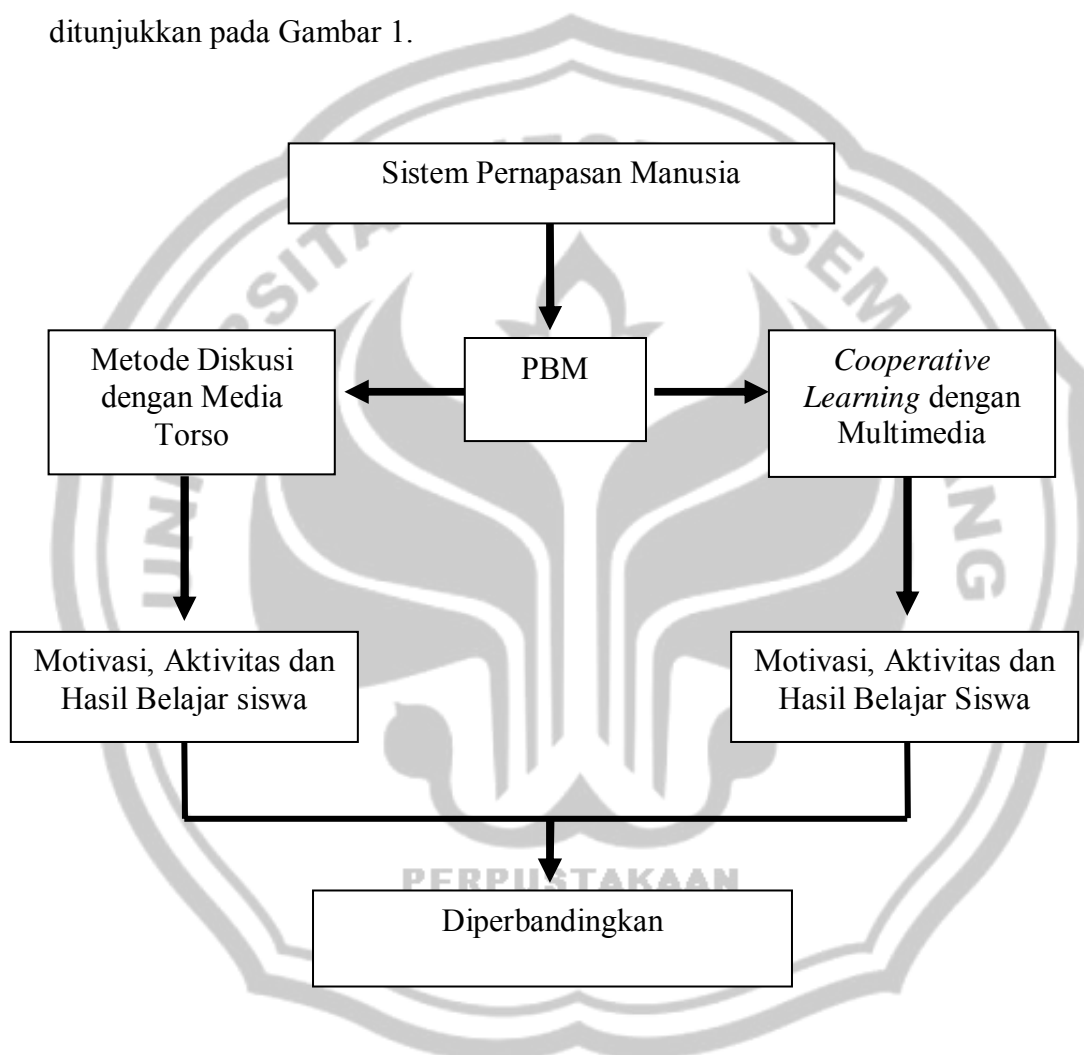 ditunjukkan pada Gambar 1.
Sistem Pernapasan Manusia
Metode Diskusi
dengan Media
Torso
PBM
Cooperative
Learning dengan
Multimedia
Motivasi, Aktivitas dan
Hasil Belajar siswa
Motivasi, Aktivitas dan
Hasil Belajar Siswa
PERPUSTAKAAN
Diperbandingkan